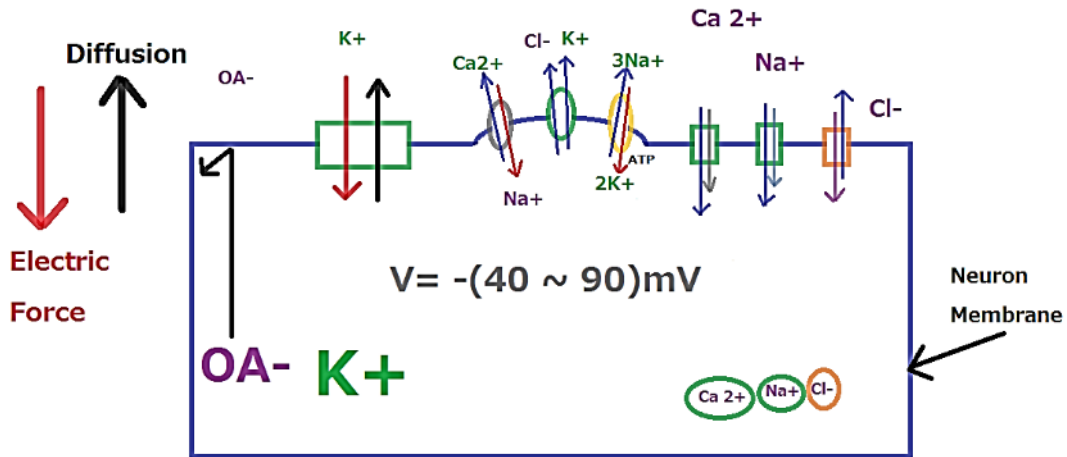 Diffusion
Electric
Force
OA-
K+
Ca2+
Na+
Cl-
K+
3Na+
ATP
2K+
Ca 2+
Na+
Cl-
V= -(40 ~ 90)mV
OA-
K+
Ca 2+
Na+
Cl-
Neuron
Membrane